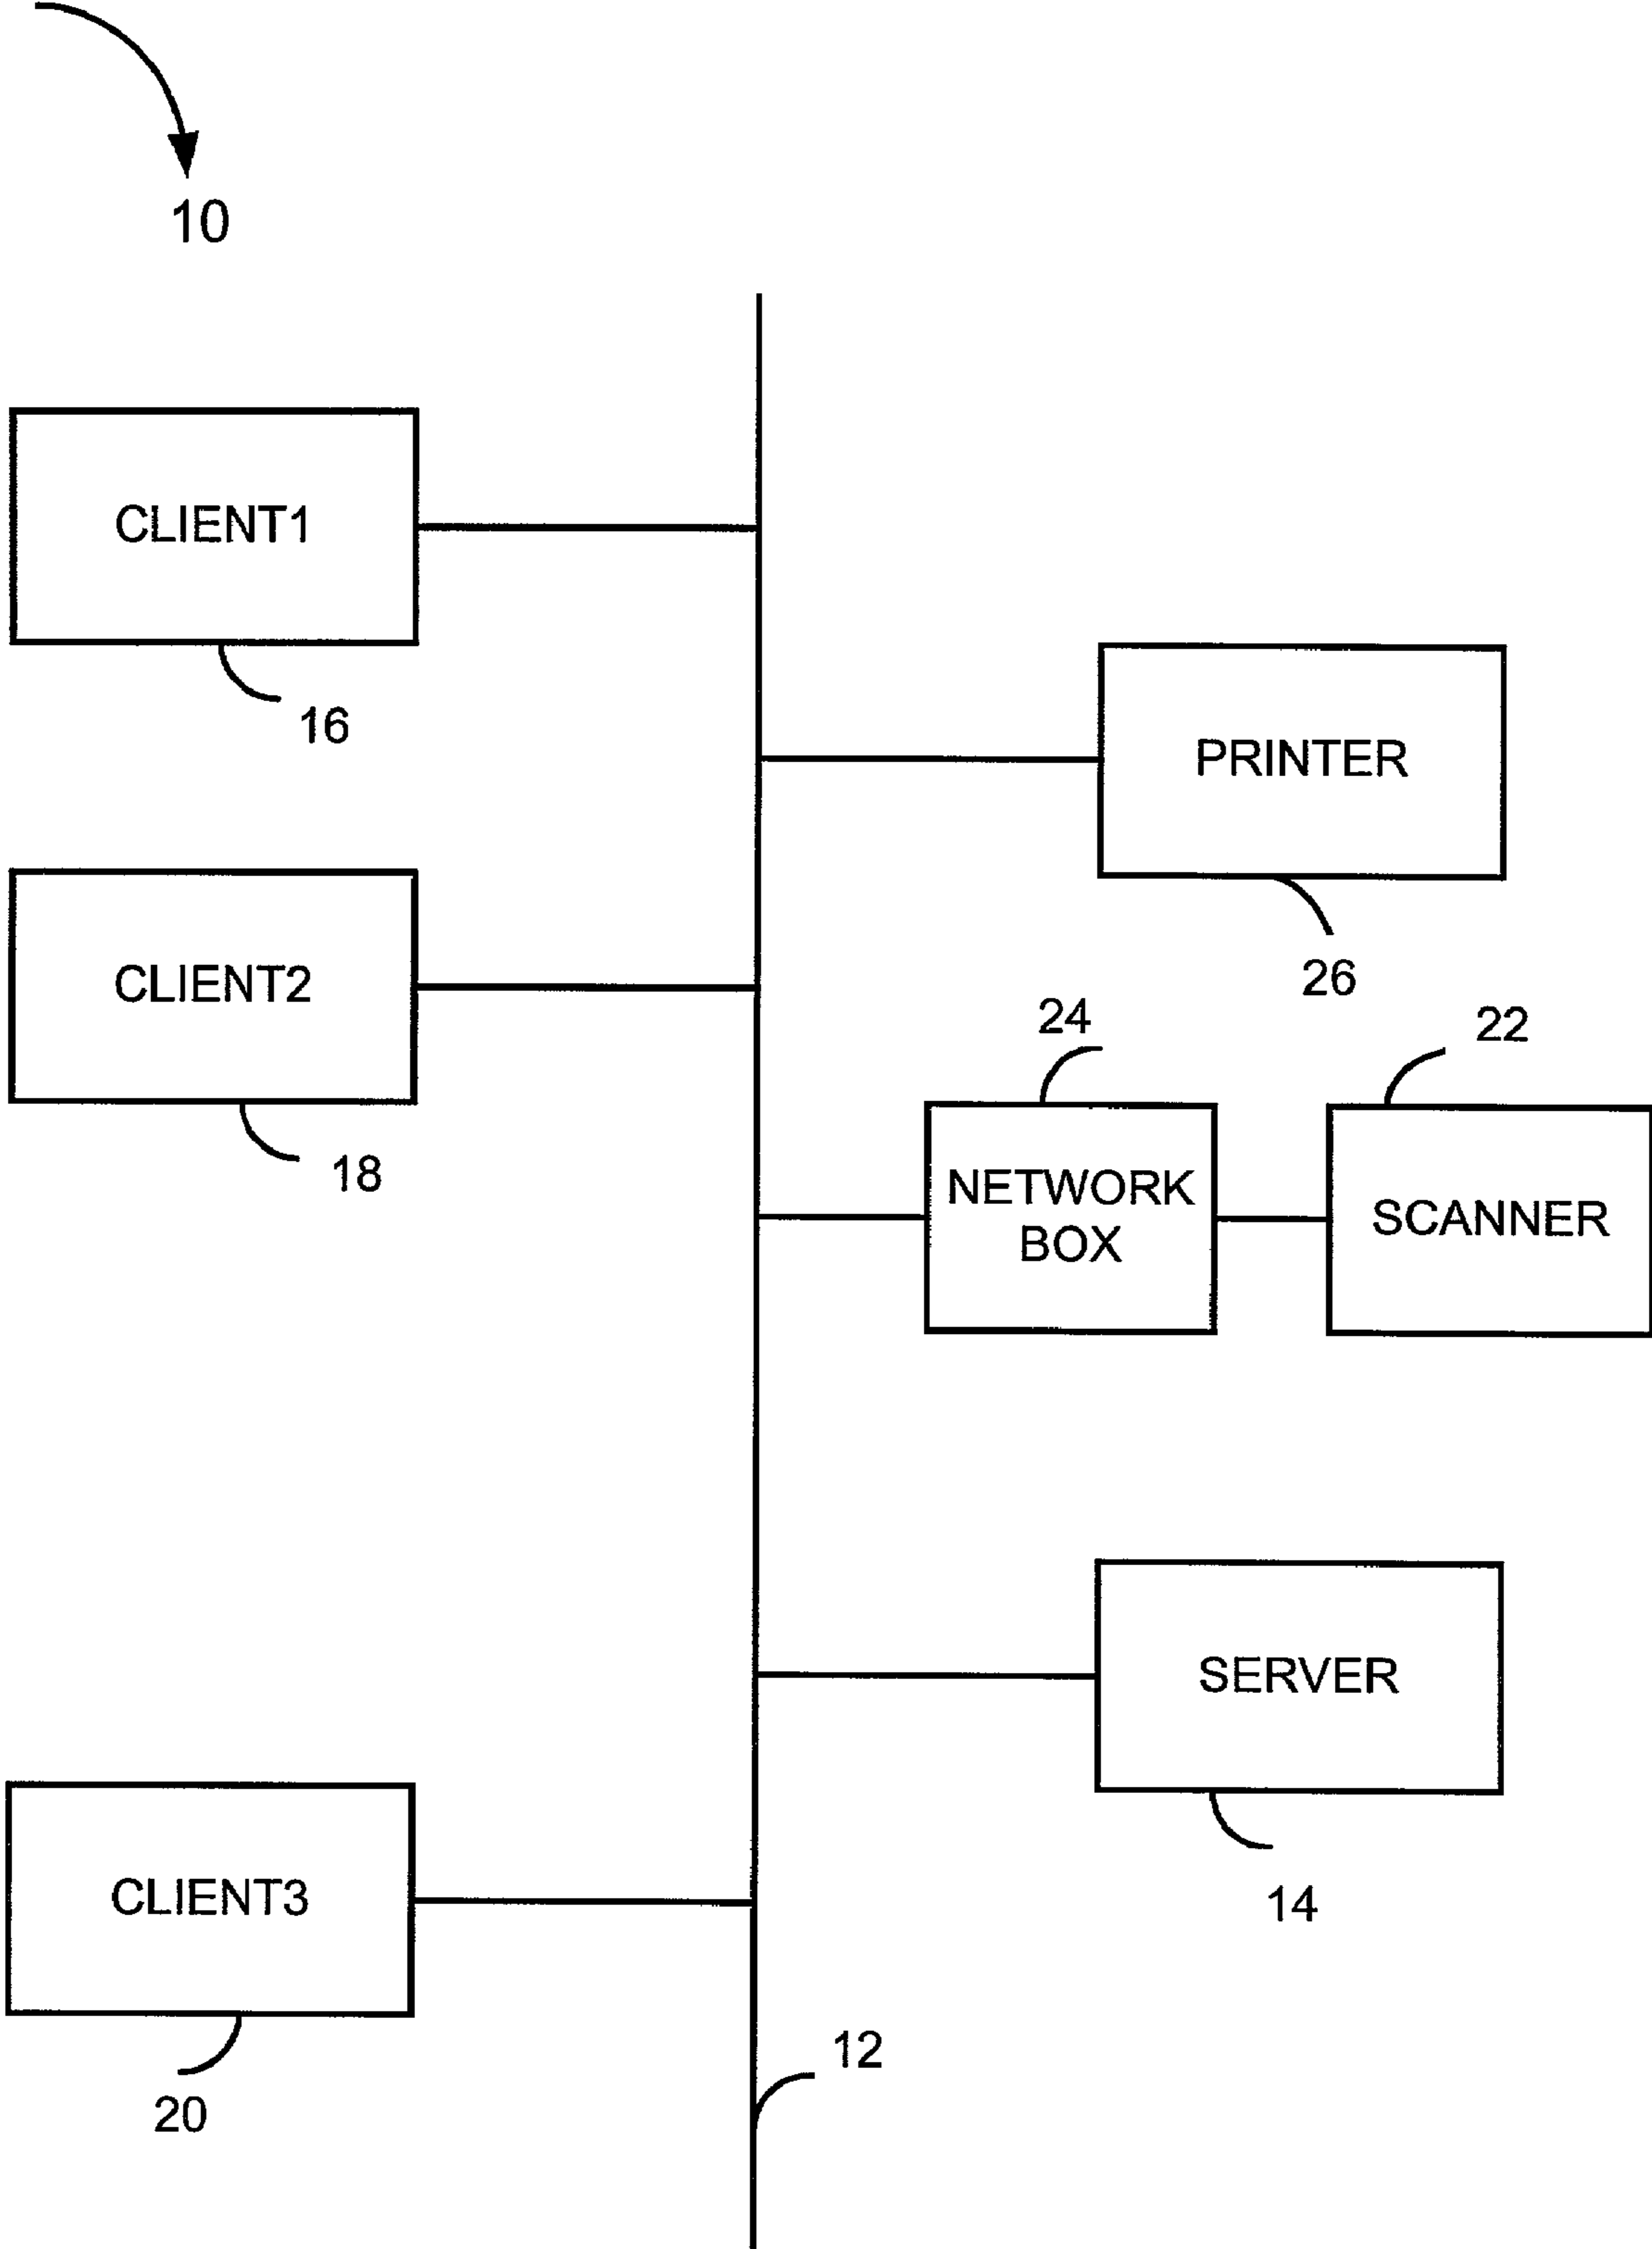 10
CLIENT1
16
PRINTER
26
CLIENT2
18
24
22
NETWORK
BOX
SCANNER
SERVER
14
CLIENT3
20
12